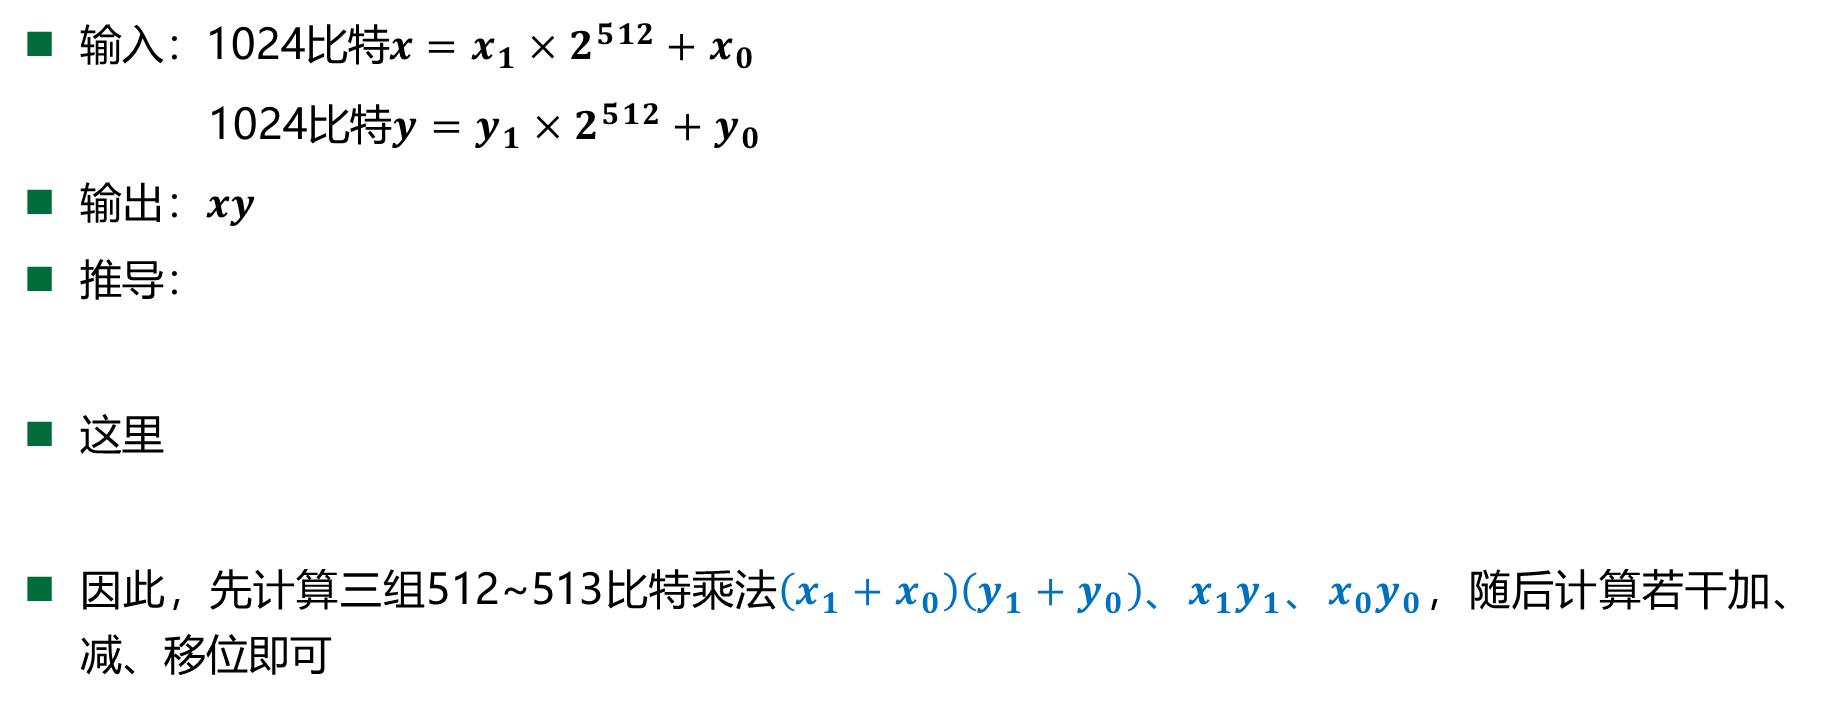 ■ 输入：1024比特x = x₁ × 2⁵¹² + x₀
1024比特y = y₁ × 2⁵¹² + y₀
■ 输出：xy
■ 推导：
■ 这里
■ 因此，先计算三组512~513比特乘法(x₁ + x₀)(y₁ + y₀)、x₁y₁、x₀y₀，随后计算若干加、
减、移位即可